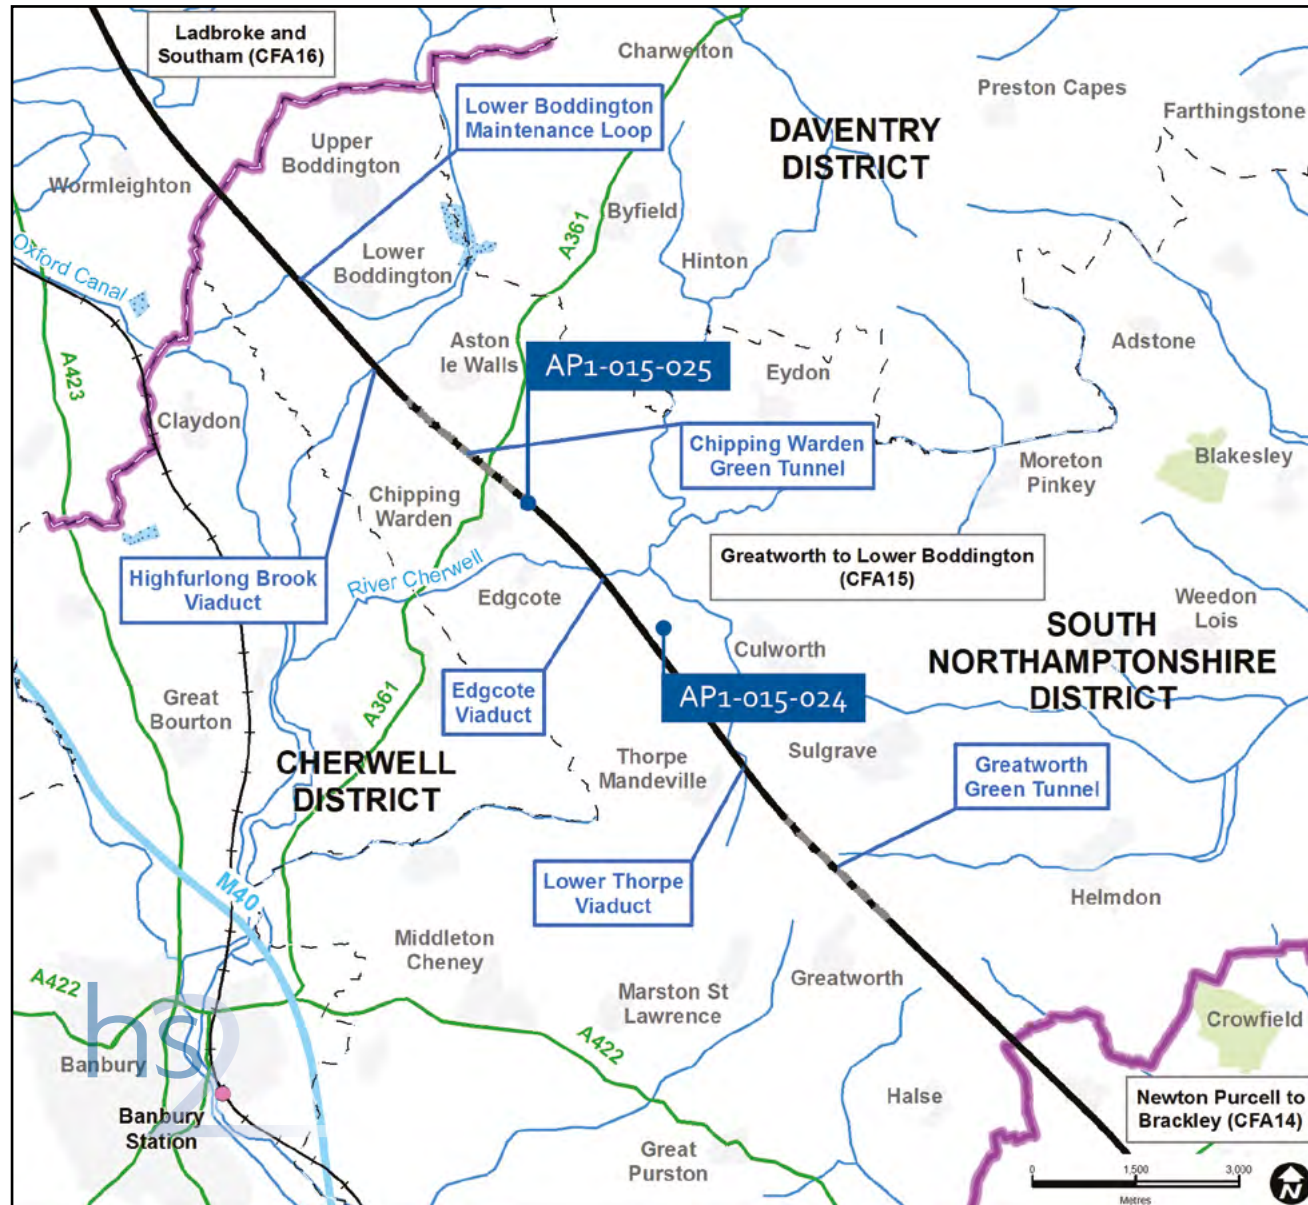 Ladbroke and
Southam (CFA16)
Charwelton
Preston Capes
Farthingstone
Lower Boddington
Maintenance Loop
DAVENTRY
DISTRICT
Upper
Boddington
Wormleighton
A361
Byfield
Oxford Canal
Lower
Boddington
Hinton
Aston
le Walls
AP1-015-025
Eydon
Adstone
A423
Claydon
Chipping Warden
Green Tunnel
Moreton
Pinkey
Blakesley
Chipping
Warden
Greatworth to Lower Boddington
(CFA15)
Highfurlong Brook
Viaduct
River Cherwell
Edgcote
Weedon
Lois
SOUTH
NORTHAMPTONSHIRE
DISTRICT
Culworth
Edgcote
Viaduct
AP1-015-024
Great
Bourton
A361
CHERWELL
DISTRICT
Thorpe
Mandeville
Sulgrave
Greatworth
Green Tunnel
Lower Thorpe
Viaduct
M40
Helmdon
Middleton
Cheney
A422
Marston St
Lawrence
Greatworth
Crowfield
hs2
Banbury
A422
Banbury
Station
Halse
Newton Purcell to
Brackley (CFA14)
Great
Purston
0 1,500 3,000
Metres
N